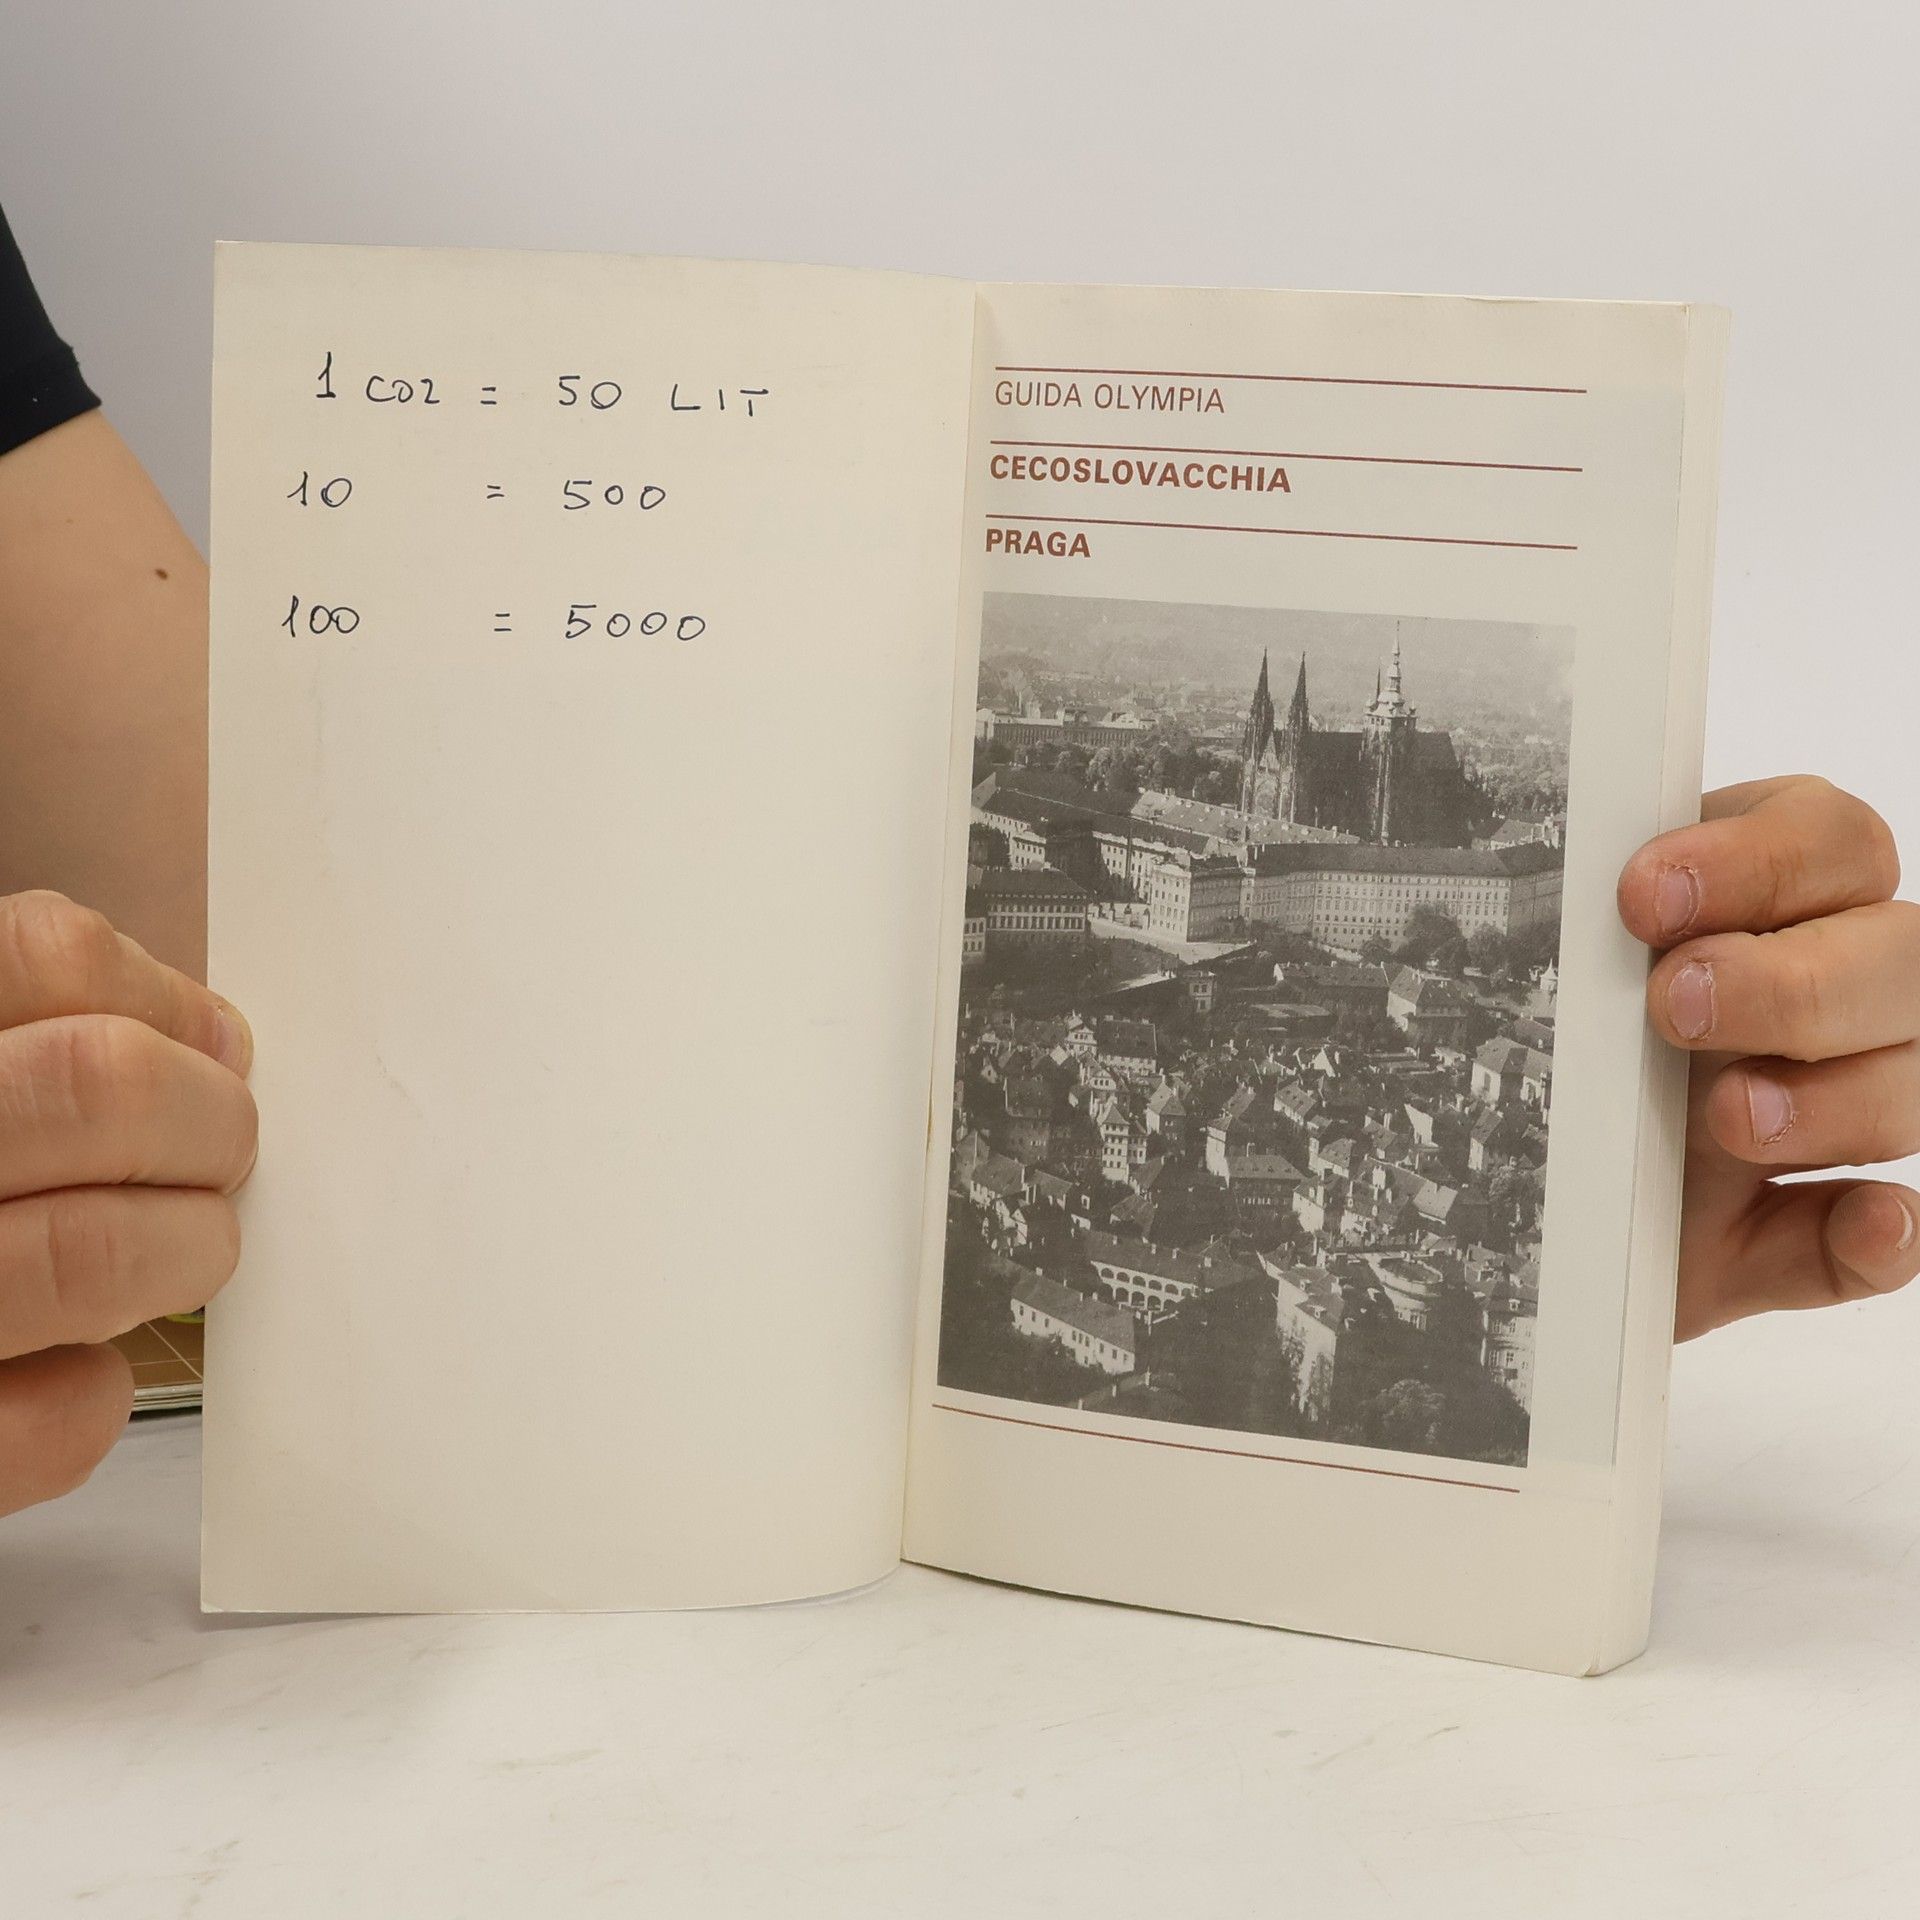 1 COZ = 50 LIT
10 = 500
100 = 5000
GUIDA OLYMPIA
CECOSLOVACCHIA
PRAGA